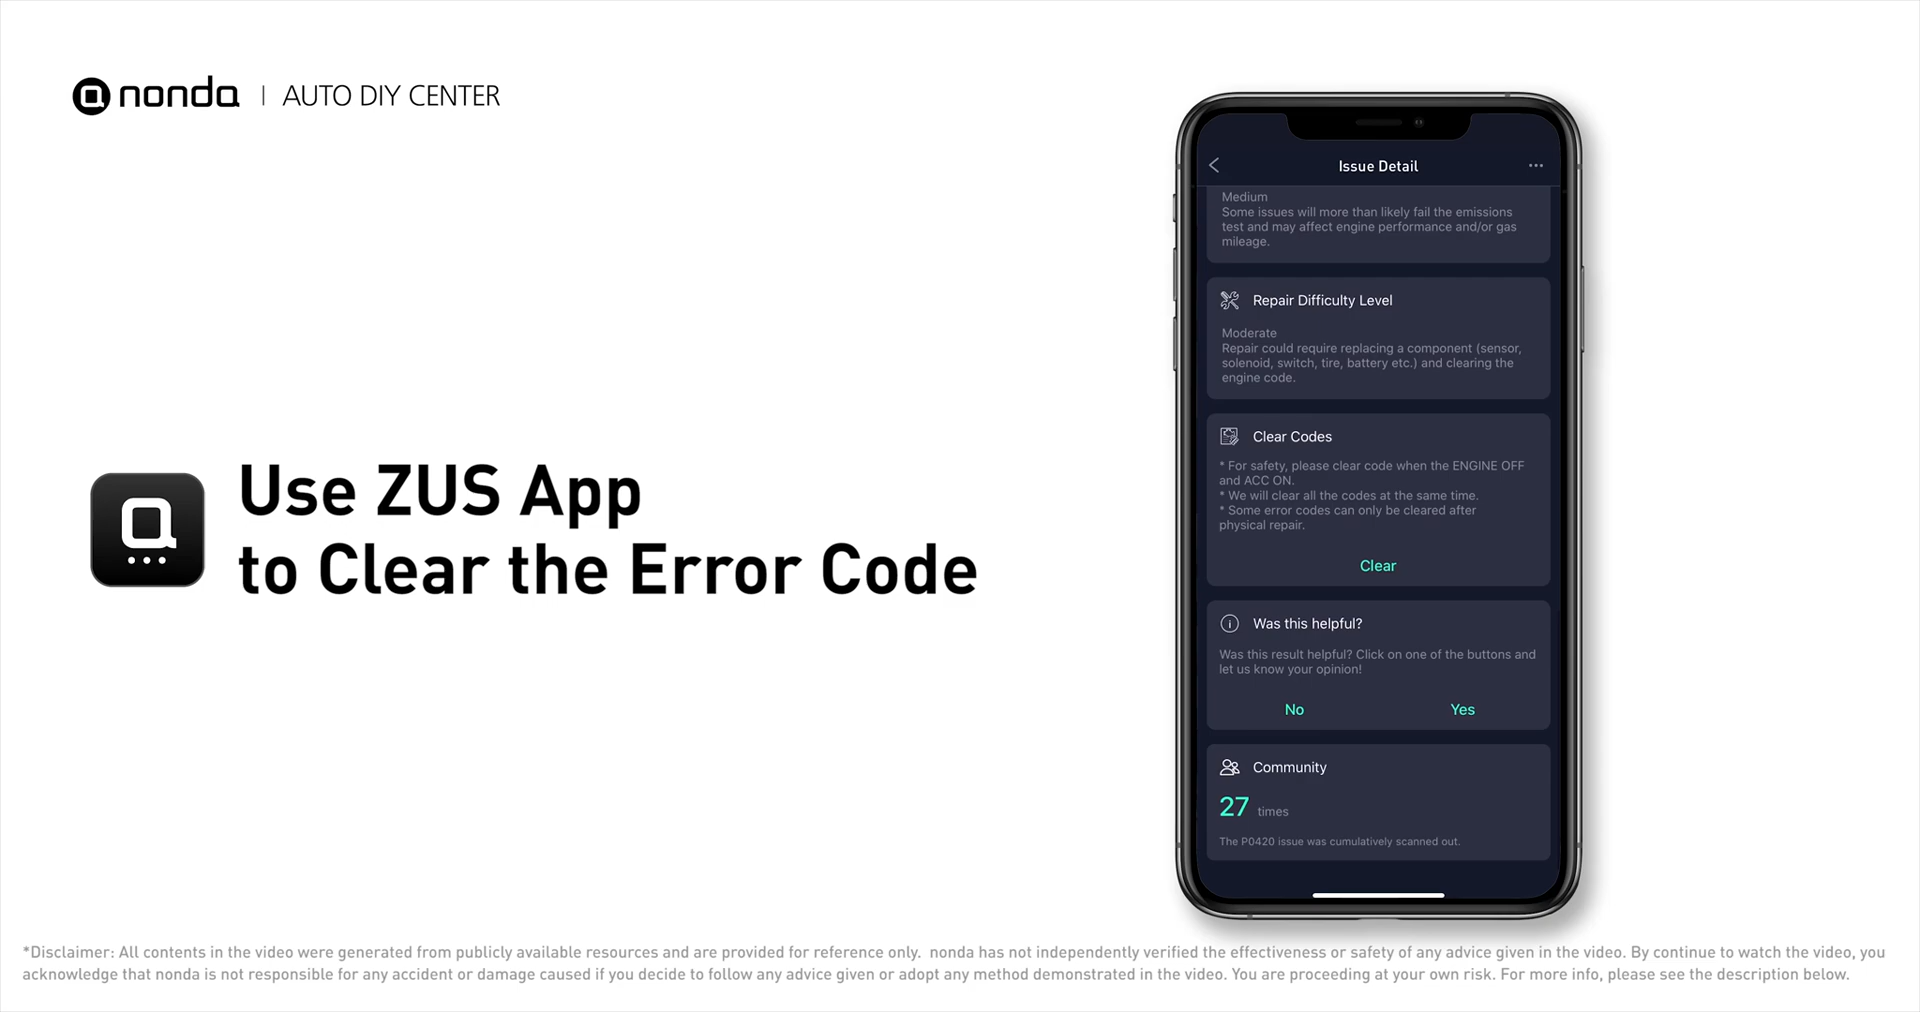 nonda | AUTO DIY CENTER
Use ZUS App
to Clear the Error Code
Issue Detail
Medium
Some issues will more than likely fail the emissions
test and may affect engine performance and/or gas
mileage.
Repair Difficulty Level
Moderate
Repair could require replacing a component (sensor,
solenoid, switch, tire, battery etc.) and clearing the
engine code.
Clear Codes
* For safety, please clear code when the ENGINE OFF
and ACC ON.
* We will clear all the codes at the same time.
* Some error codes can only be cleared after
physical repair.
Clear
Was this helpful?
Was this result helpful? Click on one of the buttons and
let us know your opinion!
No Yes
Community
27 times
The P0420 issue was cumulatively scanned out.
*Disclaimer: All contents in the video were generated from publicly available resources and are provided for reference only. nonda has not independently verified the effectiveness or safety of any advice given in the video. By continue to watch the video, you
acknowledge that nonda is not responsible for any accident or damage caused if you decide to follow any advice given or adopt any method demonstrated in the video. You are proceeding at your own risk. For more info, please see the description below.